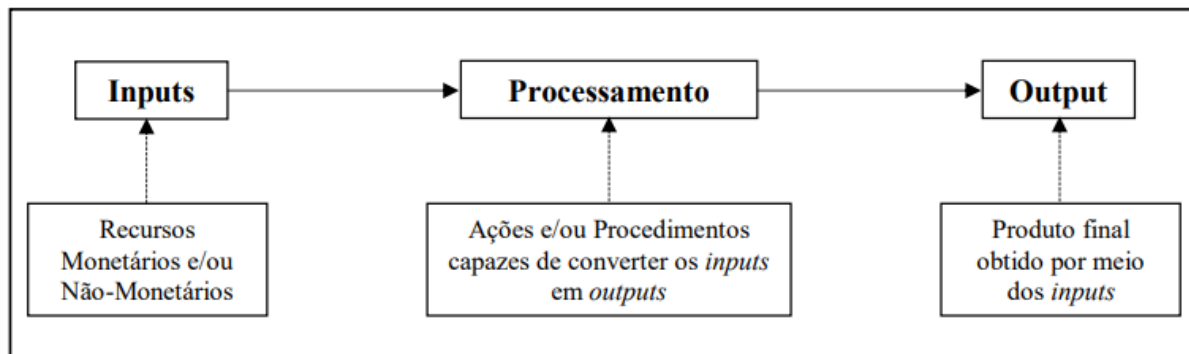 Inputs
Processamento
Output
Recursos
Monetários e/ou
Não-Monetários
Ações e/ou Procedimentos
capazes de converter os inputs
em outputs
Produto final
obtido por meio
dos inputs